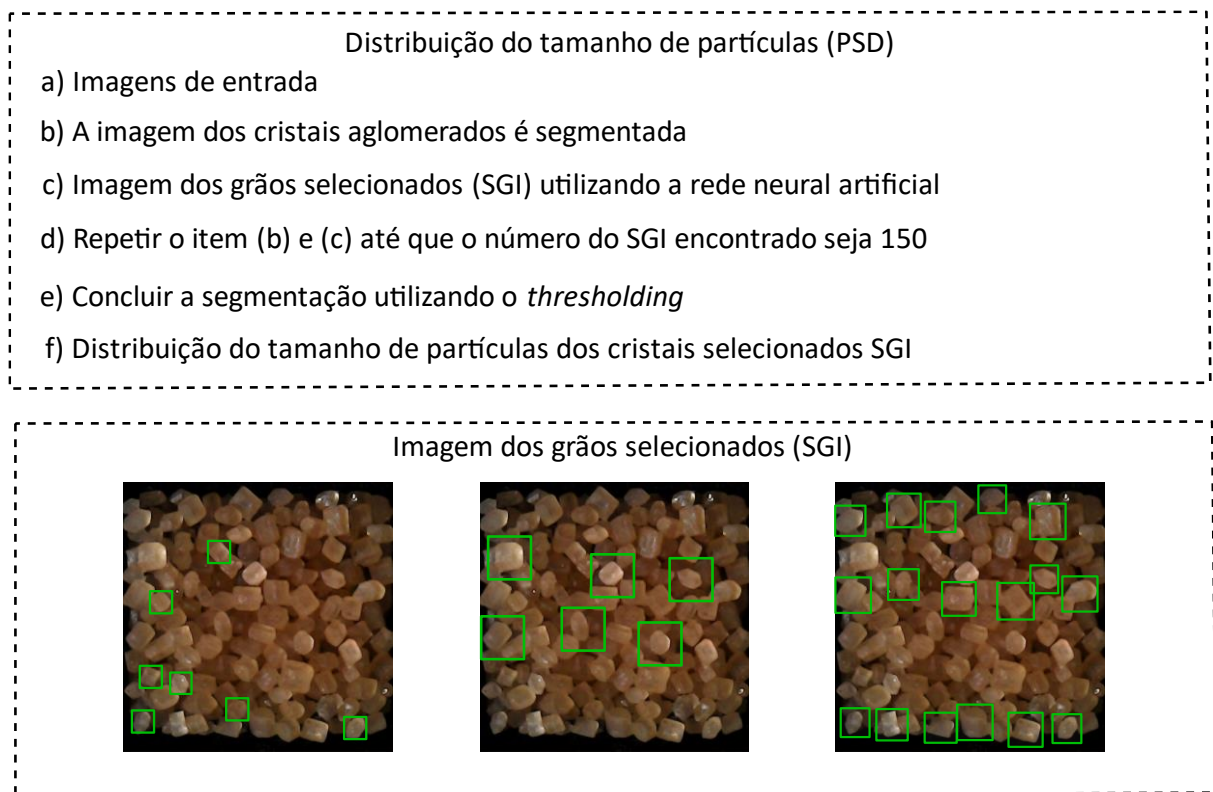 Distribuição do tamanho de partículas (PSD)
a) Imagens de entrada
b) A imagem dos cristais aglomerados é segmentada
c) Imagem dos grãos selecionados (SGI) utilizando a rede neural artificial
d) Repetir o item (b) e (c) até que o número do SGI encontrado seja 150
e) Concluir a segmentação utilizando o thresholding
f) Distribuição do tamanho de partículas dos cristais selecionados SGI
Imagem dos grãos selecionados (SGI)